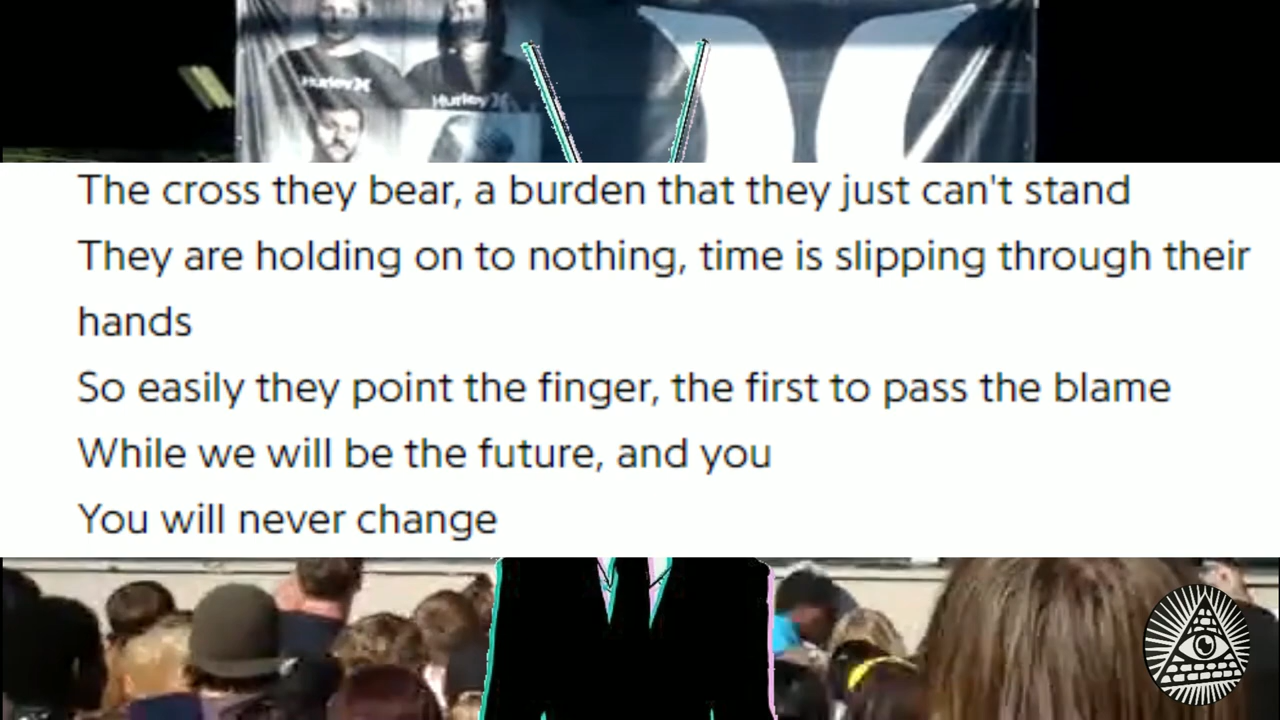 Hurley
Hurley
The cross they bear, a burden that they just can't stand
They are holding on to nothing, time is slipping through their
hands
So easily they point the finger, the first to pass the blame
While we will be the future, and you
You will never change